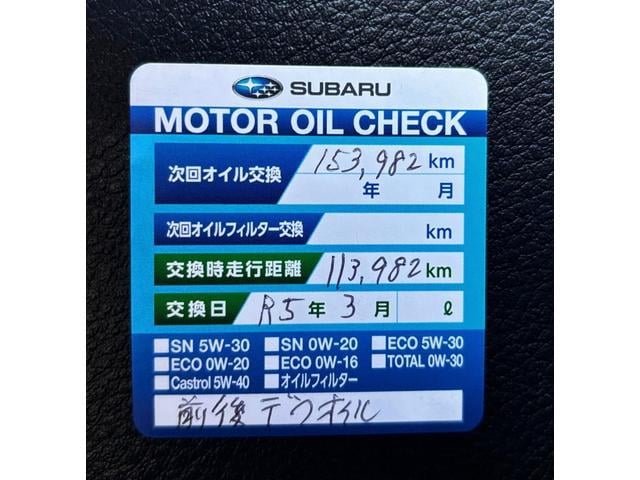 SUBARU
MOTOR OIL CHECK
次回オイル交換 153,982 km
年 月
次回オイルフィルター交換 km
交換時走行距離 113,982 km
交換日 R5年 3月 ℓ
SN 5W-30 SN 0W-20 ECO 5W-30
ECO 0W-20 ECO 0W-16 TOTAL 0W-30
Castrol 5W-40 オイルフィルター
前後デフオイル